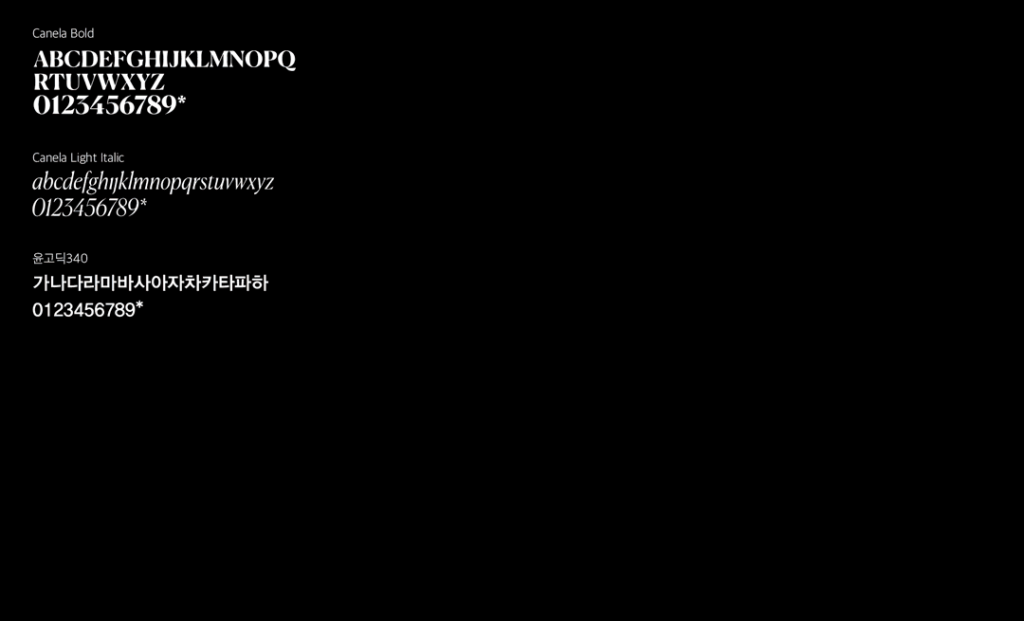 Canela Bold
ABCDEFGHIJKLMNOPQ
RTUVWXYZ
0123456789*
Canela Light Italic
abcdefghijklmnopqrstuvwxyz
0123456789*
윤고딕340
가나다라마바사아자차카타파하
0123456789*